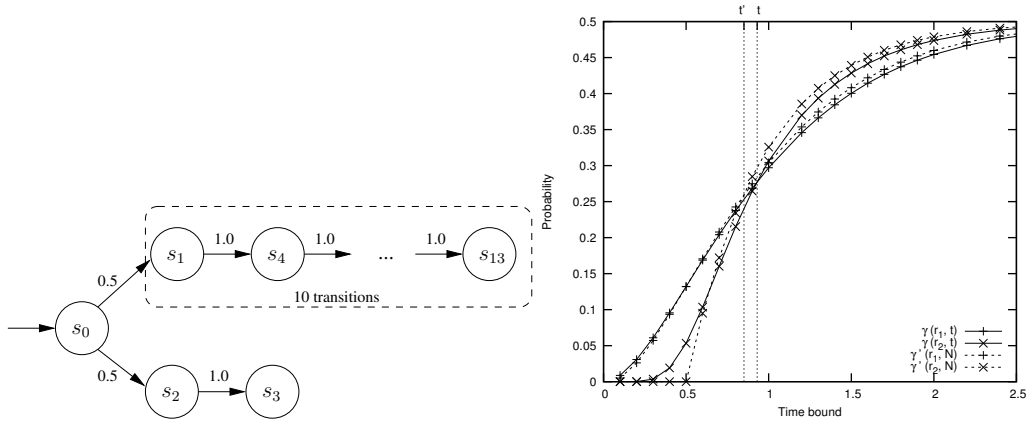 t' t
0.5
0.45
0.4
0.35
0.3
0.25
0.2
0.15
0.1
0.05
0
Probability
0 0.5 1 1.5 2 2.5
Time bound
γ (r₁, t)
γ (r₂, t)
γ' (r₁, N)
γ' (r₂, N)
s₀
0.5
0.5
s₁
1.0
s₄
1.0
...
1.0
s₁₃
10 transitions
s₂
1.0
s₃